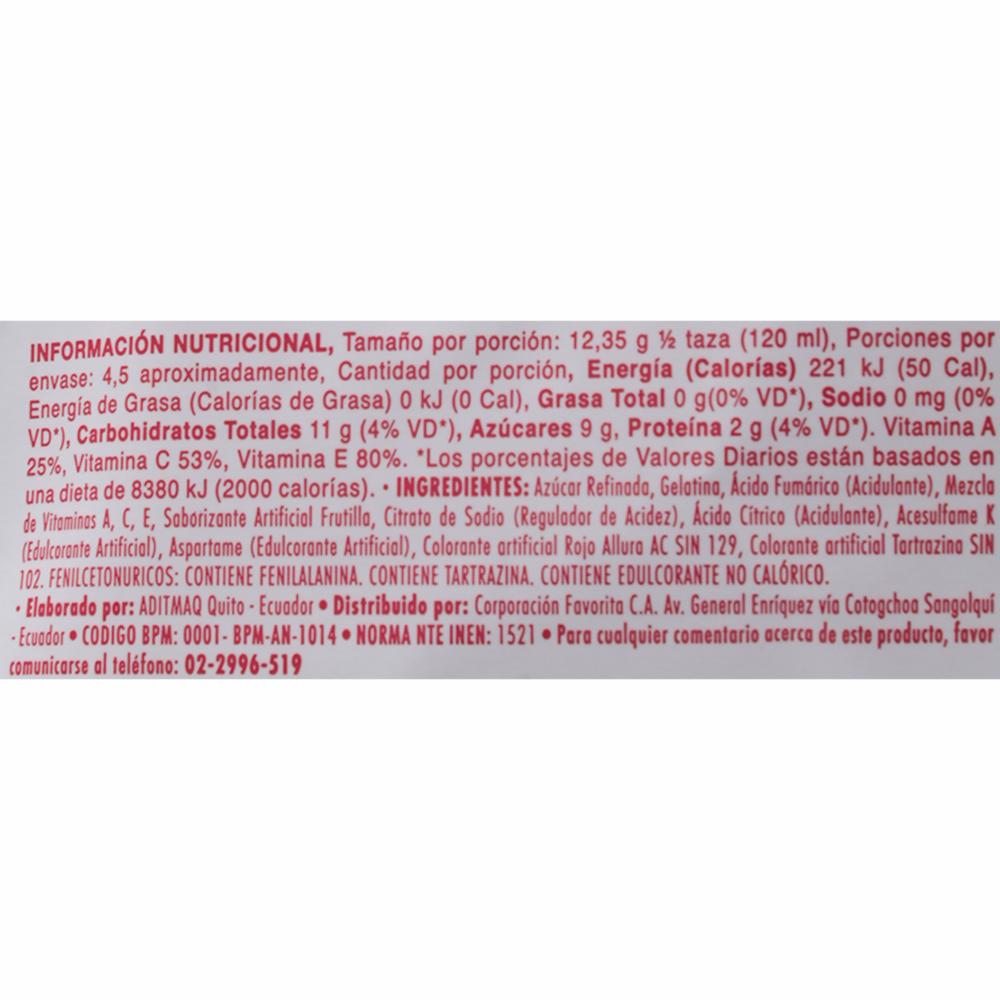 INFORMACIÓN NUTRICIONAL, Tamaño por porción: 12,35 g ½ taza (120 ml), Porciones por
envase: 4,5 aproximadamente, Cantidad por porción, Energía (Calorías) 221 kJ (50 Cal),
Energía de Grasa (Calorías de Grasa) 0 kJ (0 Cal), Grasa Total 0 g(0% VD*), Sodio 0 mg (0%
VD*), Carbohidratos Totales 11 g (4% VD*), Azúcares 9 g, Proteína 2 g (4% VD*). Vitamina A
25%, Vitamina C 53%, Vitamina E 80%. *Los porcentajes de Valores Diarios están basados en
una dieta de 8380 kJ (2000 calorías). • INGREDIENTES: Azúcar Refinada, Gelatina, Ácido Fumárico (Acidulante), Mezcla
de Vitaminas A, C, E, Saborizante Artificial Frutilla, Citrato de Sodio (Regulador de Acidez), Ácido Cítrico (Acidulante), Acesulfame K
(Edulcorante Artificial), Aspartame (Edulcorante Artificial), Colorante artificial Rojo Allura AC SIN 129, Colorante artificial Tartrazina SIN
102. FENILCETONURICOS: CONTIENE FENILALANINA. CONTIENE TARTRAZINA. CONTIENE EDULCORANTE NO CALÓRICO.
• Elaborado por: ADITMAQ Quito - Ecuador • Distribuido por: Corporación Favorita C.A. Av. General Enríquez vía Cotogchoa Sangolquí
- Ecuador • CODIGO BPM: 0001- BPM-AN-1014 • NORMA NTE INEN: 1521 • Para cualquier comentario acerca de este producto, favor
comunicarse al teléfono: 02-2996-519